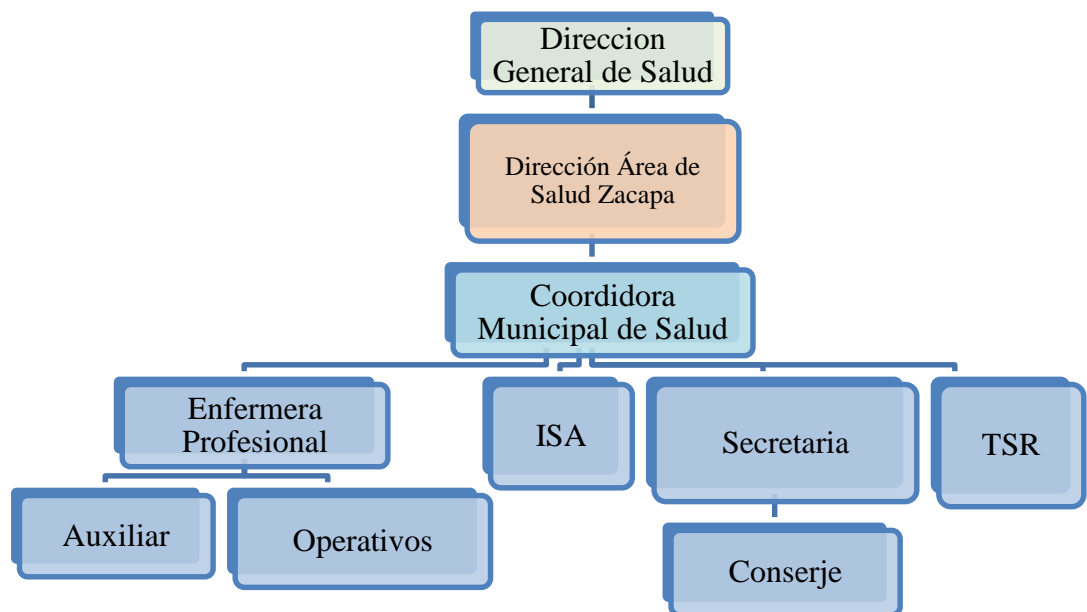 Direccion
General de Salud
Dirección Área de
Salud Zacapa
Coordidora
Municipal de Salud
Enfermera
Profesional
ISA
Secretaria
TSR
Auxiliar
Operativos
Conserje